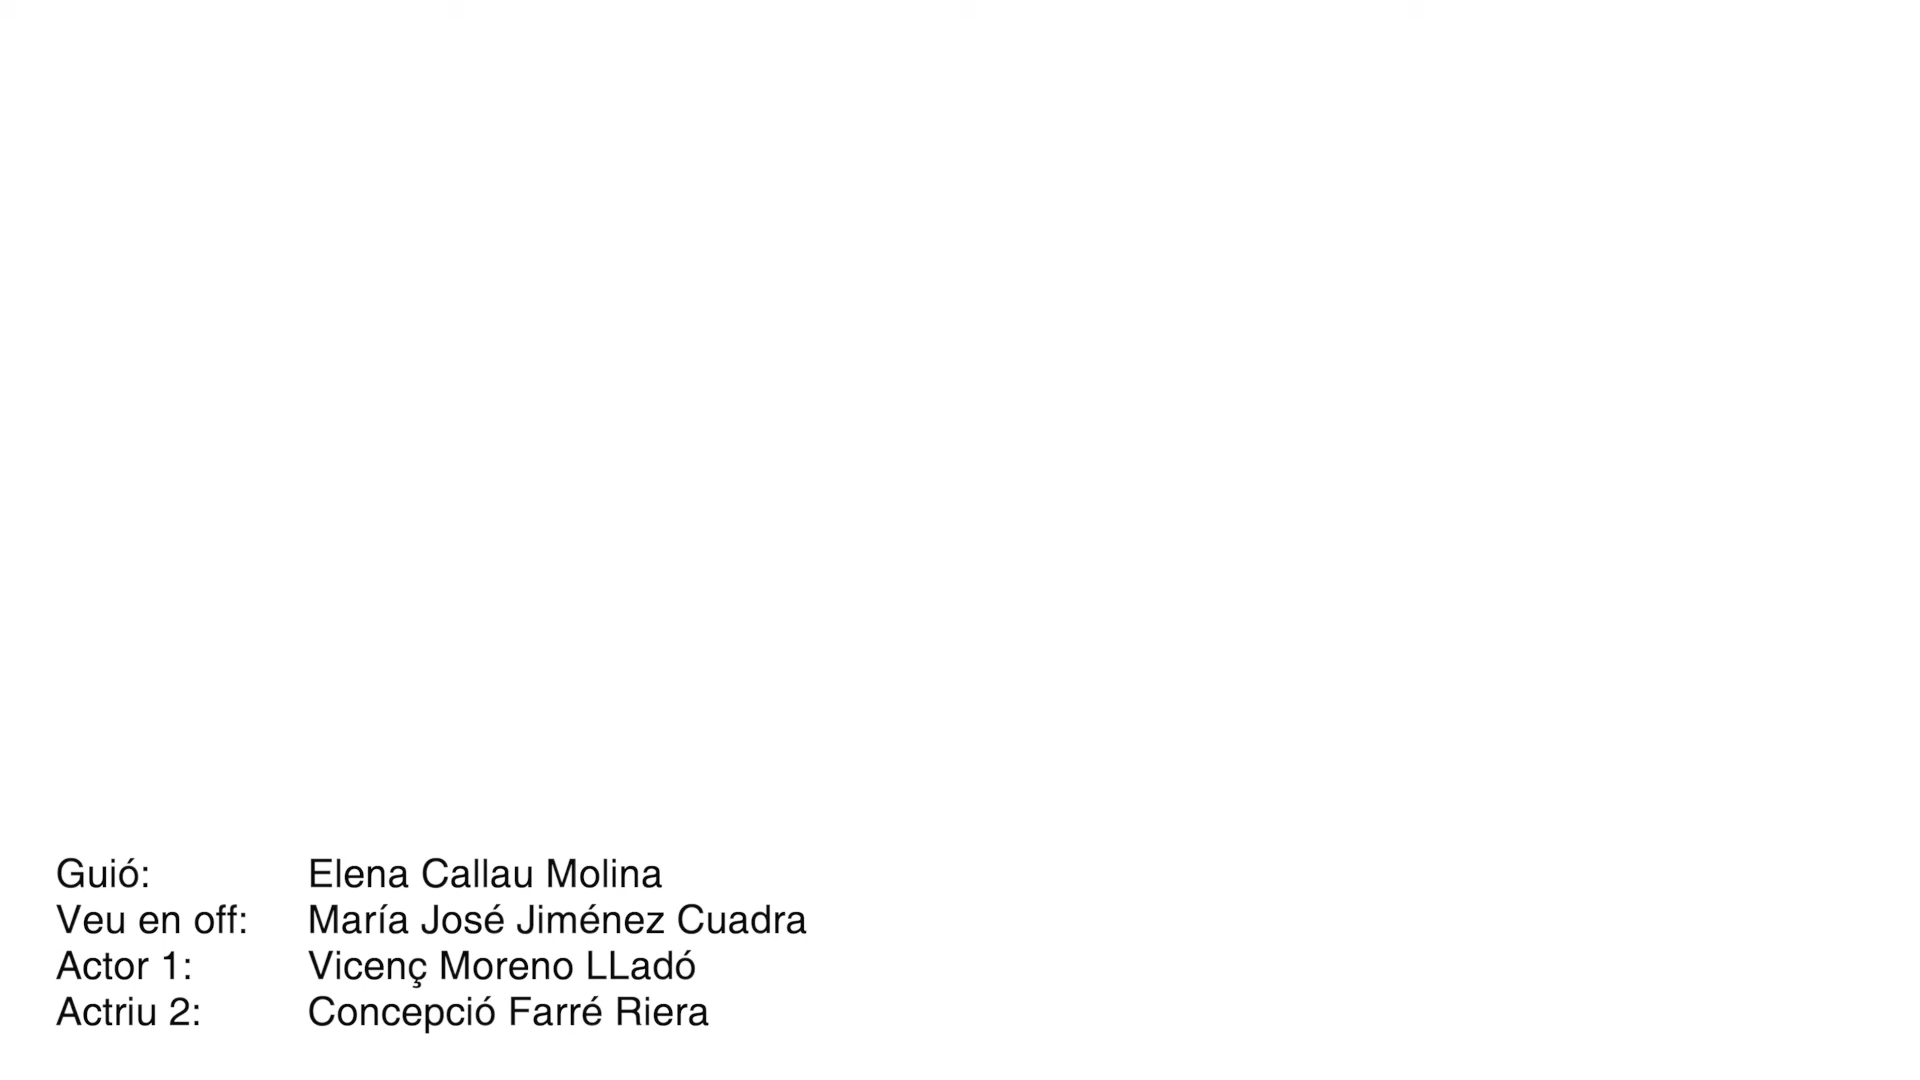 Guió: Elena Callau Molina
Veu en off: María José Jiménez Cuadra
Actor 1: Vicenç Moreno LLadó
Actriu 2: Concepció Farré Riera